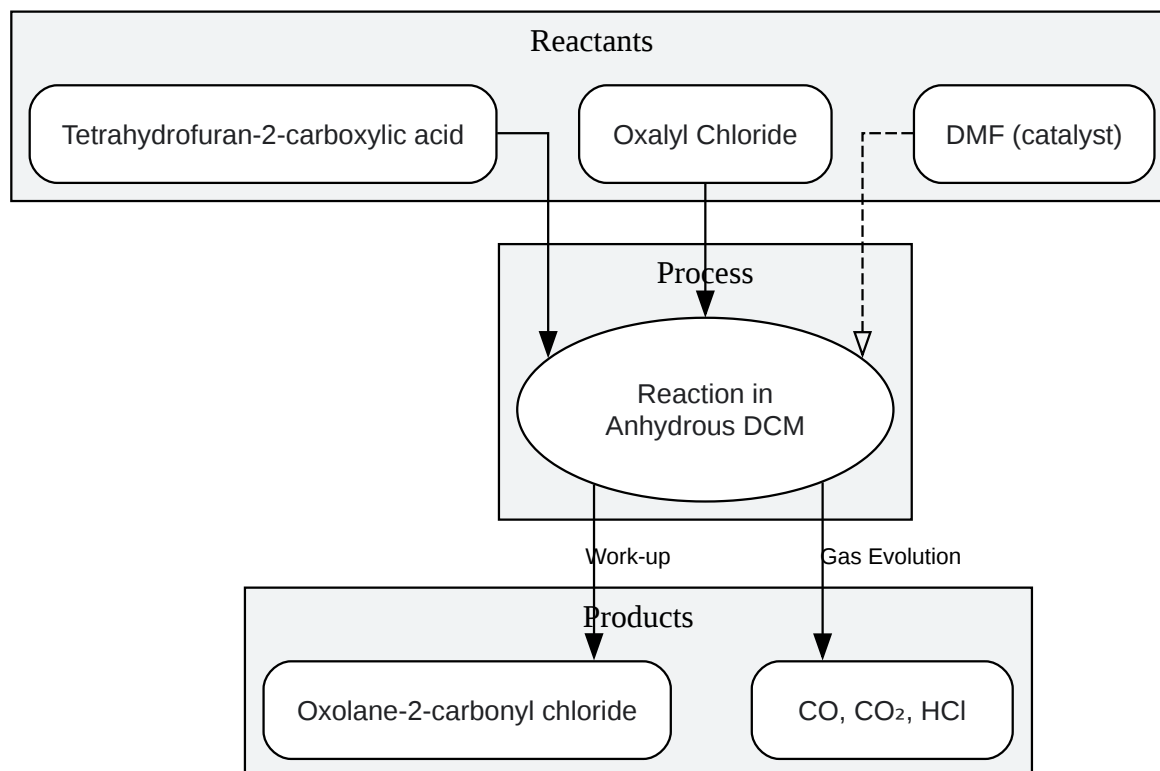 Reactants
Tetrahydrofuran-2-carboxylic acid
Oxalyl Chloride
DMF (catalyst)
Process
Reaction in
Anhydrous DCM
Work-up
Gas Evolution
Products
Oxolane-2-carbonyl chloride
CO, CO₂, HCl